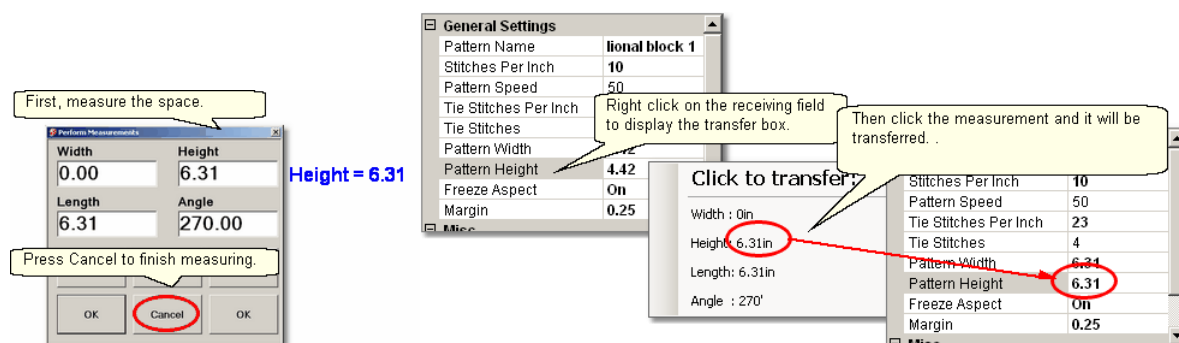 First, measure the space.
Perform Measurements
Width Height
0.00 6.31
Length Angle
6.31 270.00
Press Cancel to finish measuring.
OK Cancel OK
Height = 6.31
General Settings
Pattern Name lional block 1
Stitches Per Inch 10
Pattern Speed 50
Tie Stitches Per Inch
Tie Stitches
Pattern Width
Pattern Height 4.42
Freeze Aspect On
Margin 0.25
Misc
Right click on the receiving field
to display the transfer box.
Click to transfer:
Width : 0in
Height: 6.31in
Length: 6.31in
Angle : 270'
Then click the measurement and it will be
transferred. .
Stitches Per Inch 10
Pattern Speed 50
Tie Stitches Per Inch 23
Tie Stitches 4
Pattern Width 6.31
Pattern Height 6.31
Freeze Aspect On
Margin 0.25
Misc